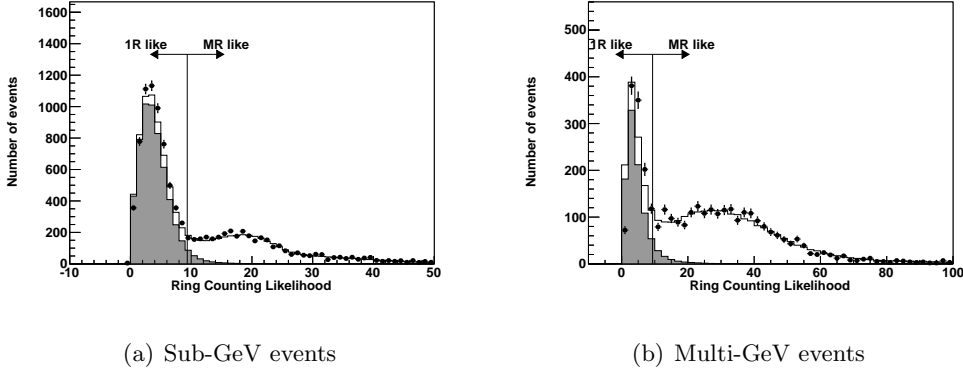 1600
1400
1200
1000
800
600
400
200
0
-10 0 10 20 30 40 50
Number of events
Ring Counting Likelihood
1R like MR like
(a) Sub-GeV events
500
400
300
200
100
0
0 20 40 60 80 100
Number of events
Ring Counting Likelihood
1R like MR like
(b) Multi-GeV events